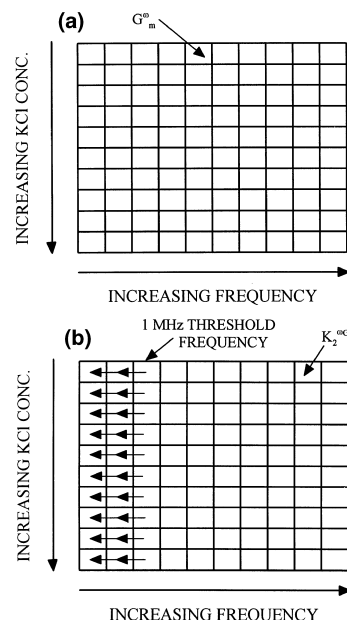 (a)
G^ω_m
INCREASING KCl CONC.
INCREASING FREQUENCY
(b)
1 MHz THRESHOLD
FREQUENCY
K_2^ωC
INCREASING KCl CONC.
INCREASING FREQUENCY